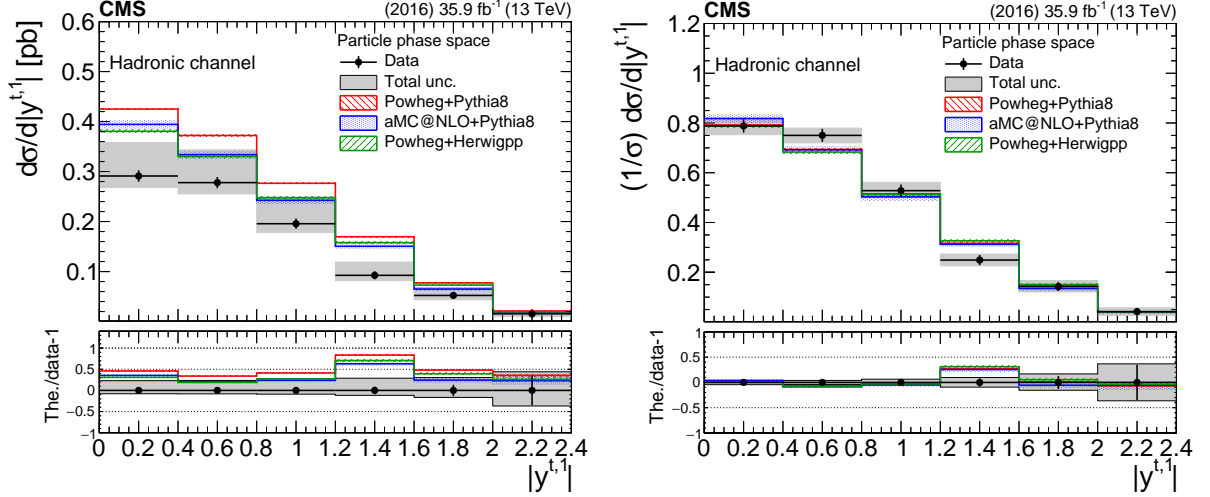 CMS (2016) 35.9 fb⁻¹ (13 TeV)
dσ/d|y^{t,1}| [pb]
0.6
0.5
0.4
0.3
0.2
0.1
Hadronic channel
Particle phase space
Data
Total unc.
Powheg+Pythia8
aMC@NLO+Pythia8
Powheg+Herwigpp
The./data-1
1
0.5
0
−0.5
−1
0 0.2 0.4 0.6 0.8 1 1.2 1.4 1.6 1.8 2 2.2 2.4
|y^{t,1}|
CMS (2016) 35.9 fb⁻¹ (13 TeV)
(1/σ) dσ/d|y^{t,1}|
1.2
1
0.8
0.6
0.4
0.2
Hadronic channel
Particle phase space
Data
Total unc.
Powheg+Pythia8
aMC@NLO+Pythia8
Powheg+Herwigpp
The./data-1
0.5
0
−0.5
−1
0 0.2 0.4 0.6 0.8 1 1.2 1.4 1.6 1.8 2 2.2 2.4
|y^{t,1}|